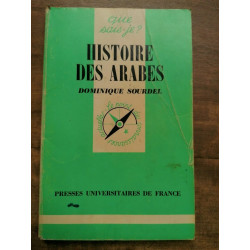 que
sais-je?
HISTOIRE
DES ARABES
DOMINIQUE SOURDEL
PRESSES UNIVERSITAIRES DE FRANCE